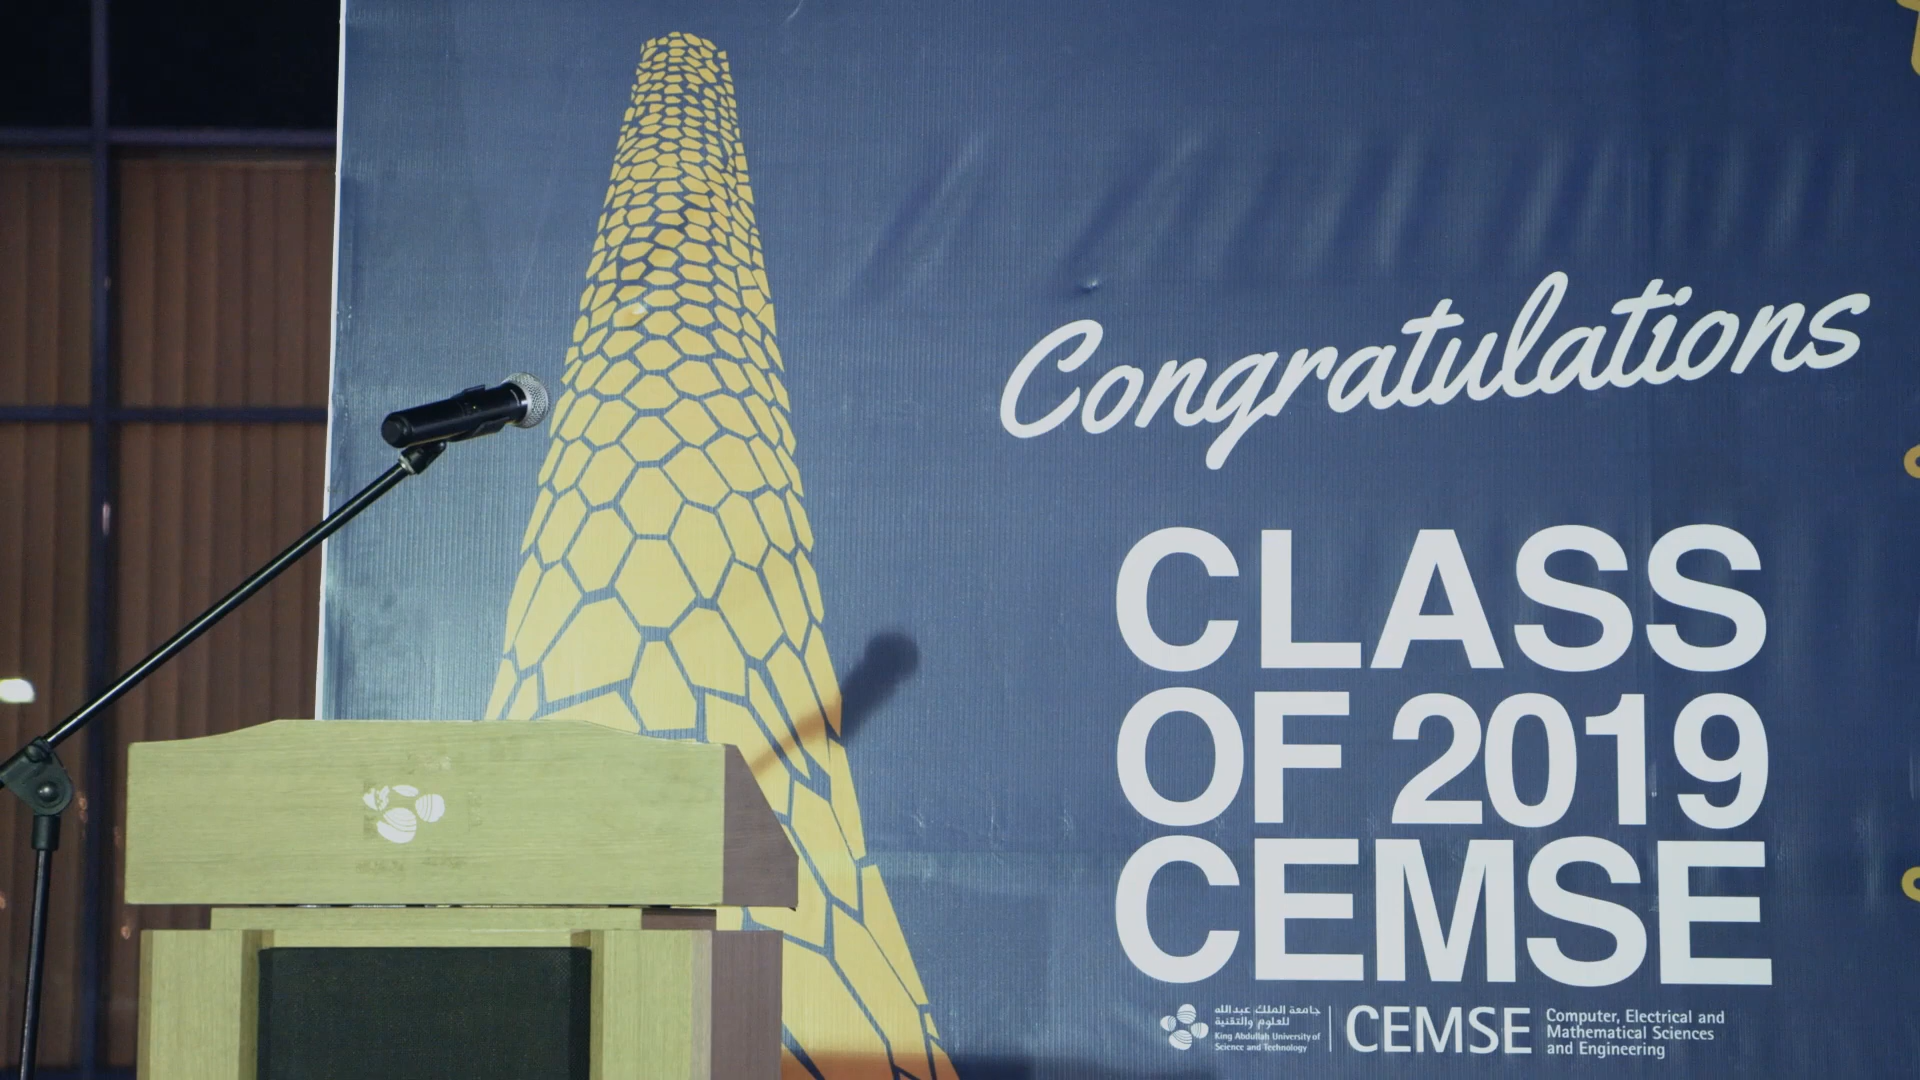 Congratulations
CLASS
OF 2019
CEMSE
جامعة الملك عبدالله
للعلوم والتقنية
King Abdullah University of
Science and Technology
CEMSE
Computer, Electrical and
Mathematical Sciences
and Engineering